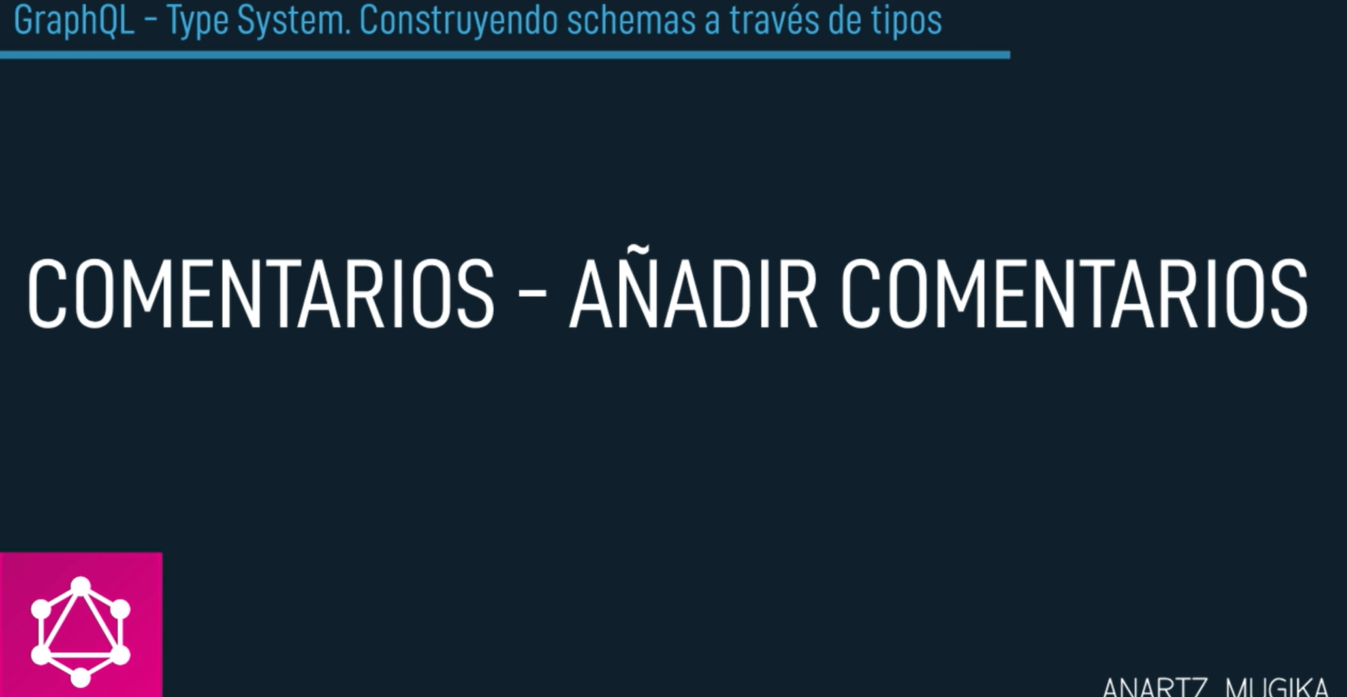 GraphQL - Type System. Construyendo schemas a través de tipos
COMENTARIOS - AÑADIR COMENTARIOS
ANARTZ MUGIKA